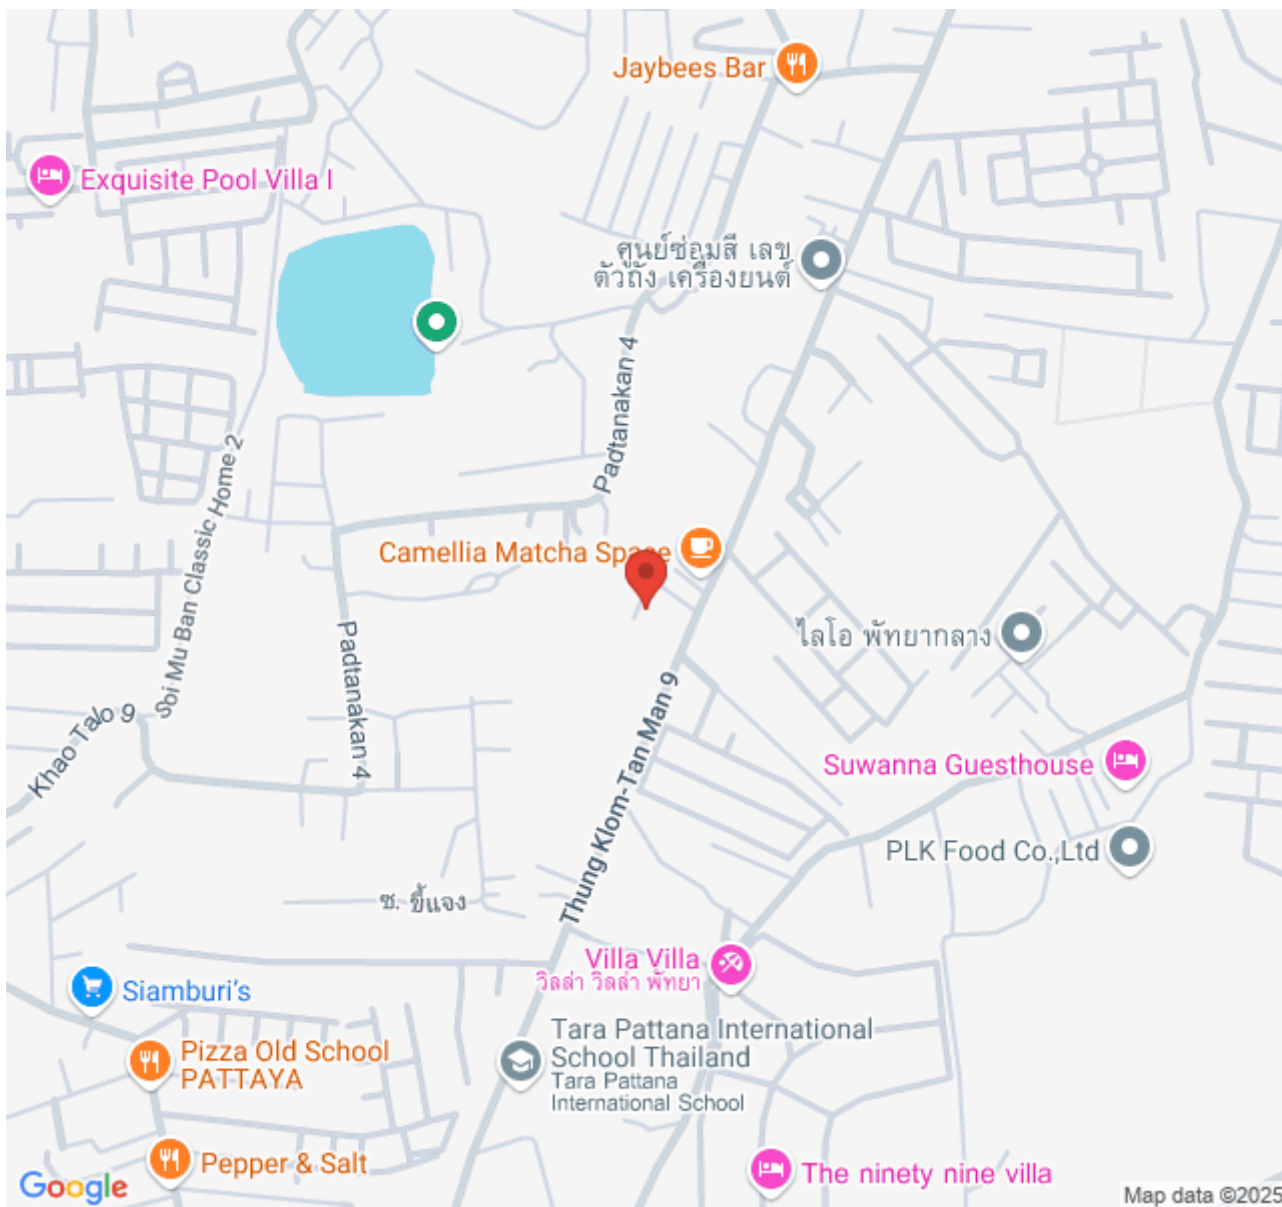 Jaybees Bar
Exquisite Pool Villa I
ศูนย์ซ่อมสี เลข
ตัวถัง เครื่องยนต์
Padtanakan 4
Soi Mu Ban Classic Home 2
Camellia Matcha Space
ไลโอ พัทยากลาง
Padtanakan 4
Khao Talo 9
Thung Klom-Tan Man 9
Suwanna Guesthouse
PLK Food Co.,Ltd
ซ. ขี้แจง
Villa Villa
วิลล่า วิลล่า พัทยา
Siamburi's
Tara Pattana International
School Thailand
Tara Pattana
International School
Pizza Old School
PATTAYA
Pepper & Salt
The ninety nine villa
Google
Map data ©2025